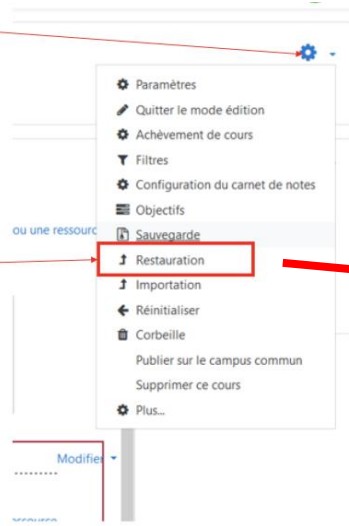 Paramètres
Quitter le mode édition
Achèvement de cours
Filtres
Configuration du carnet de notes
Objectifs
ou une ressourc
Sauvegarde
Restauration
Importation
Réinitialiser
Corbeille
Publier sur le campus commun
Supprimer ce cours
Plus...
Modifier